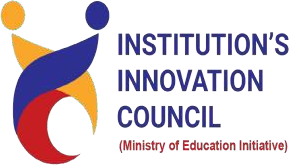 INSTITUTION'S
INNOVATION
COUNCIL
(Ministry of Education Initiative)